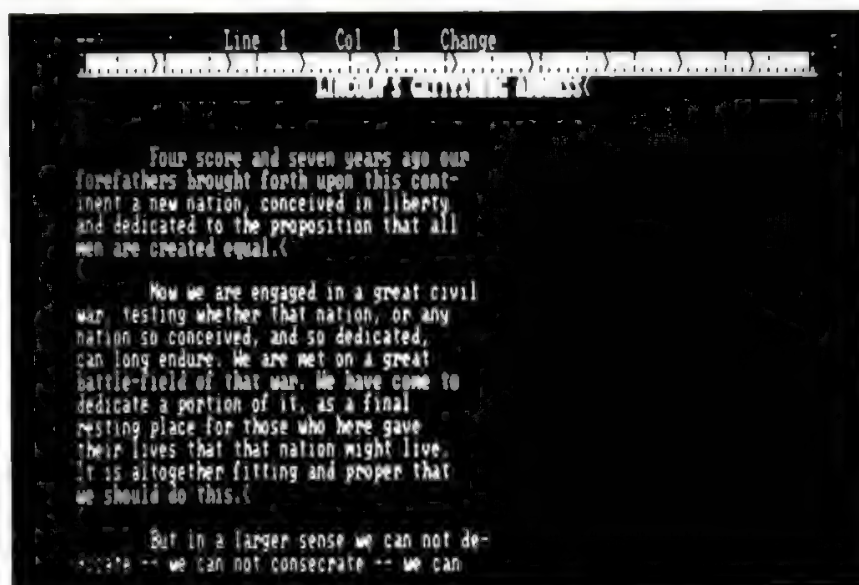 Line 1 Col 1 Change
LINCOLN'S GETTYSBURG ADDRESS
Four score and seven years ago our
forefathers brought forth upon this cont-
inent a new nation, conceived in liberty
and dedicated to the proposition that all
men are created equal.
Now we are engaged in a great civil
war, testing whether that nation, or any
nation so conceived, and so dedicated,
can long endure. We are met on a great
battle-field of that war. We have come to
dedicate a portion of it, as a final
resting place for those who here gave
their lives that that nation might live.
It is altogether fitting and proper that
we should do this.
But in a larger sense we can not de-
dicate -- we can not consecrate -- we can